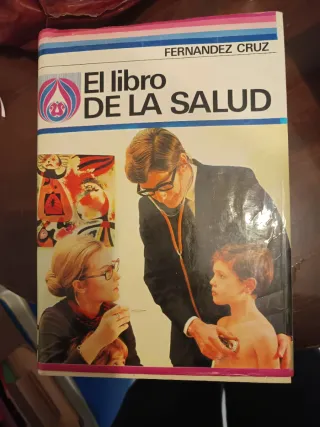 FERNANDEZ CRUZ
El libro
DE LA SALUD